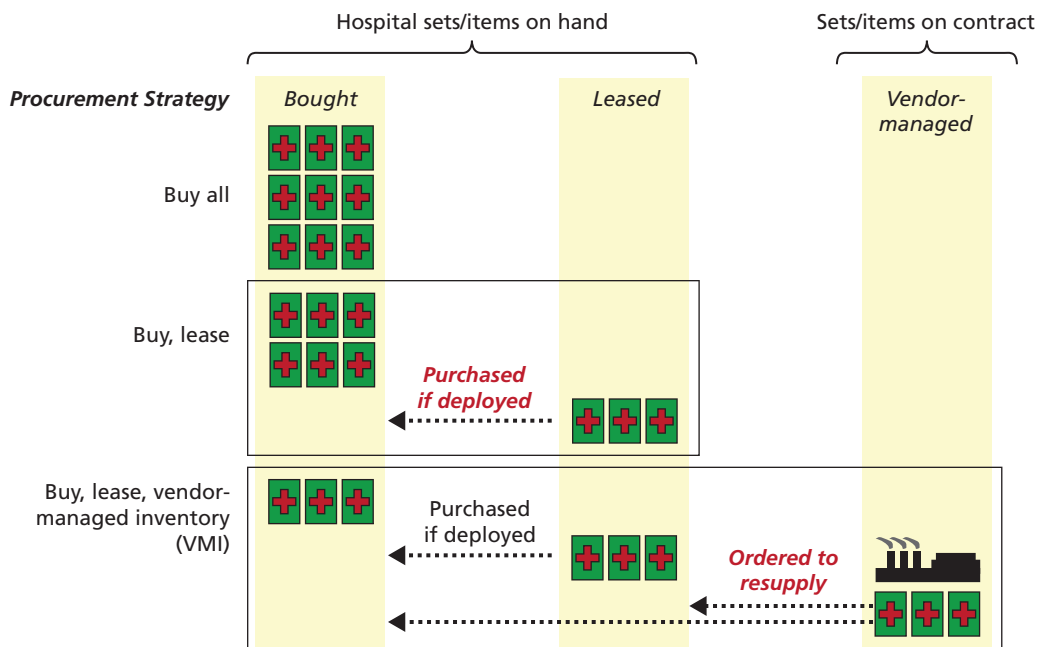 Hospital sets/items on hand
Sets/items on contract
Procurement Strategy
Bought
Leased
Vendor-
managed
Buy all
Buy, lease
Purchased
if deployed
Buy, lease, vendor-
managed inventory
(VMI)
Purchased
if deployed
Ordered to
resupply